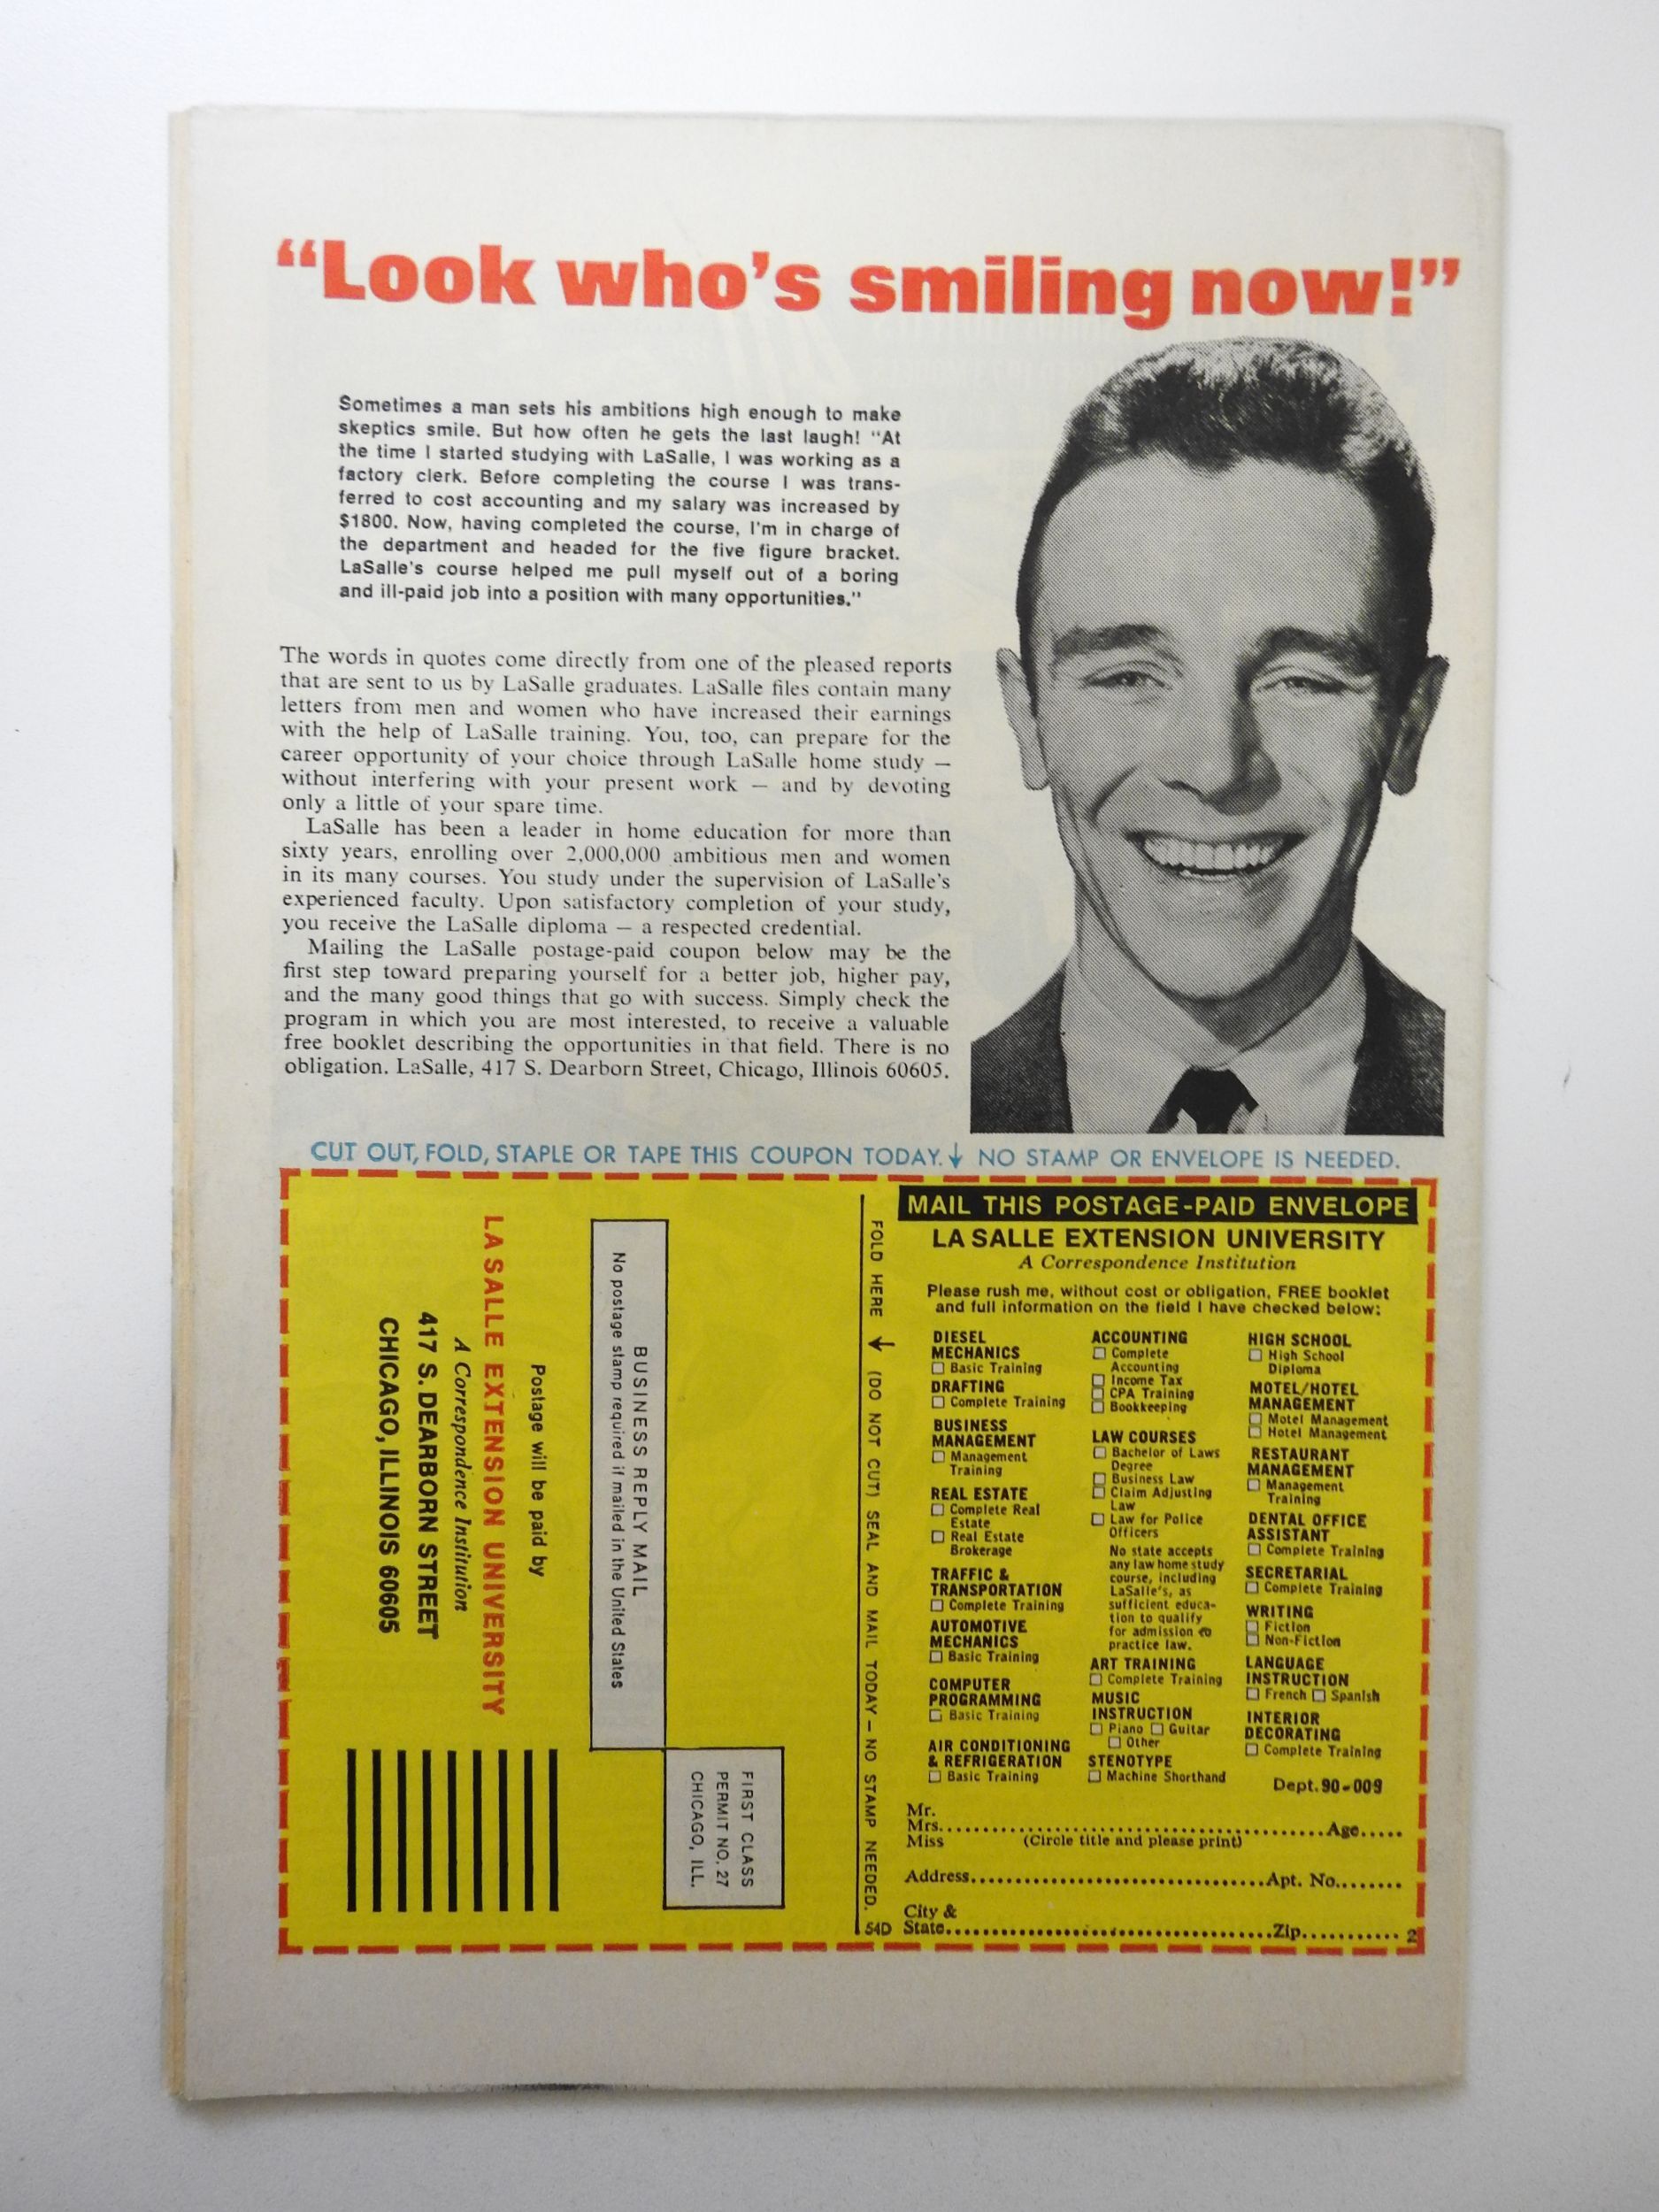 “Look who’s smiling now!”
Sometimes a man sets his ambitions high enough to make
skeptics smile. But how often he gets the last laugh! “At
the time I started studying with LaSalle, I was working as a
factory clerk. Before completing the course I was trans-
ferred to cost accounting and my salary was increased by
$1800. Now, having completed the course, I’m in charge of
the department and headed for the five figure bracket.
LaSalle’s course helped me pull myself out of a boring
and ill-paid job into a position with many opportunities.”
The words in quotes come directly from one of the pleased reports
that are sent to us by LaSalle graduates. LaSalle files contain many
letters from men and women who have increased their earnings
with the help of LaSalle training. You, too, can prepare for the
career opportunity of your choice through LaSalle home study —
without interfering with your present work — and by devoting
only a little of your spare time.
LaSalle has been a leader in home education for more than
sixty years, enrolling over 2,000,000 ambitious men and women
in its many courses. You study under the supervision of LaSalle’s
experienced faculty. Upon satisfactory completion of your study,
you receive the LaSalle diploma — a respected credential.
Mailing the LaSalle postage-paid coupon below may be the
first step toward preparing yourself for a better job, higher pay,
and the many good things that go with success. Simply check the
program in which you are most interested, to receive a valuable
free booklet describing the opportunities in that field. There is no
obligation. LaSalle, 417 S. Dearborn Street, Chicago, Illinois 60605.
CUT OUT, FOLD, STAPLE OR TAPE THIS COUPON TODAY.↓ NO STAMP OR ENVELOPE IS NEEDED.
FIRST CLASS
PERMIT NO. 27
CHICAGO, ILL.
BUSINESS REPLY MAIL
No postage stamp required if mailed in the United States
Postage will be paid by
LA SALLE EXTENSION UNIVERSITY
A Correspondence Institution
417 S. DEARBORN STREET
CHICAGO, ILLINOIS 60605
FOLD HERE ↓ (DO NOT CUT) SEAL AND MAIL TODAY — NO STAMP NEEDED.
54D
MAIL THIS POSTAGE-PAID ENVELOPE
LA SALLE EXTENSION UNIVERSITY
A Correspondence Institution
Please rush me, without cost or obligation, FREE booklet
and full information on the field I have checked below:
DIESEL
MECHANICS
☐ Basic Training
DRAFTING
☐ Complete Training
BUSINESS
MANAGEMENT
☐ Management
Training
REAL ESTATE
☐ Complete Real
Estate
☐ Real Estate
Brokerage
TRAFFIC &
TRANSPORTATION
☐ Complete Training
AUTOMOTIVE
MECHANICS
☐ Basic Training
COMPUTER
PROGRAMMING
☐ Basic Training
AIR CONDITIONING
& REFRIGERATION
☐ Basic Training
ACCOUNTING
☐ Complete
Accounting
☐ Income Tax
☐ CPA Training
☐ Bookkeeping
LAW COURSES
☐ Bachelor of Laws
Degree
☐ Business Law
☐ Claim Adjusting
Law
☐ Law for Police
Officers
No state accepts
any law home study
course, including
LaSalle’s, as
sufficient educa-
tion to qualify
for admission to
practice law.
ART TRAINING
☐ Complete Training
MUSIC
INSTRUCTION
☐ Piano ☐ Guitar
☐ Other
STENOTYPE
☐ Machine Shorthand
HIGH SCHOOL
☐ High School
Diploma
MOTEL/HOTEL
MANAGEMENT
☐ Motel Management
☐ Hotel Management
RESTAURANT
MANAGEMENT
☐ Management
Training
DENTAL OFFICE
ASSISTANT
☐ Complete Training
SECRETARIAL
☐ Complete Training
WRITING
☐ Fiction
☐ Non-Fiction
LANGUAGE
INSTRUCTION
☐ French ☐ Spanish
INTERIOR
DECORATING
☐ Complete Training
Dept. 90-009
Mr.
Mrs. Age
Miss (Circle title and please print)
Address Apt. No.
City &
State Zip 2